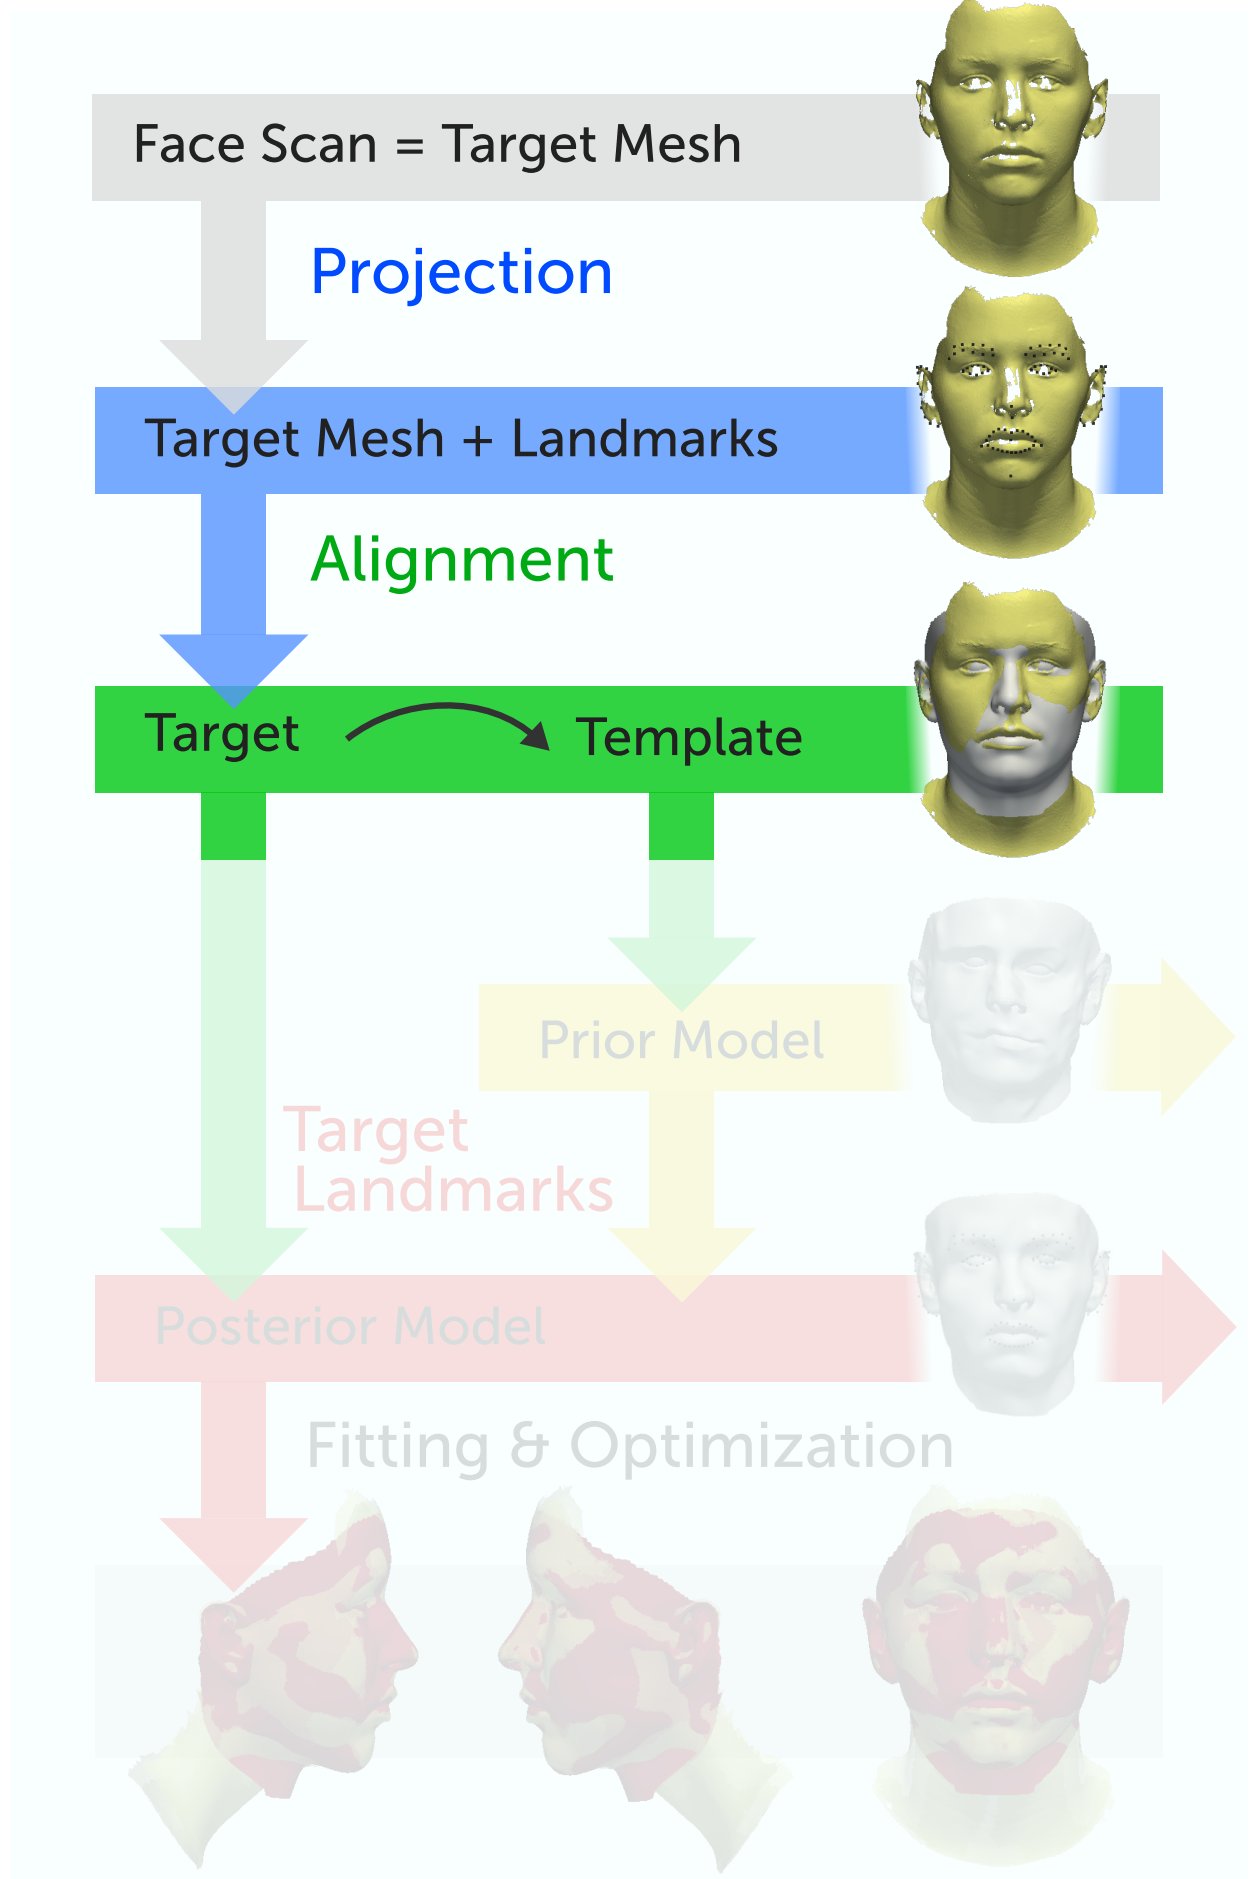 Face Scan = Target Mesh
Projection
Target Mesh + Landmarks
Alignment
Target
Template
Prior Model
Target
Landmarks
Posterior Model
Fitting & Optimization